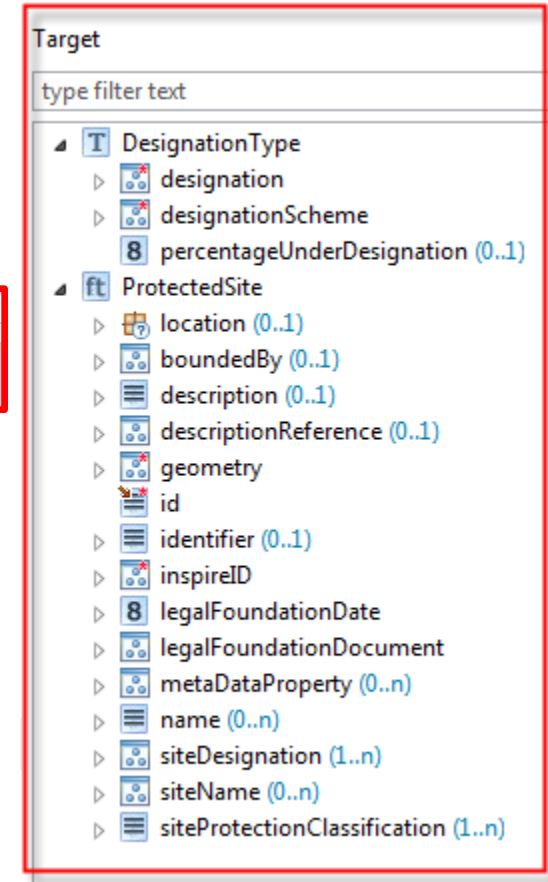 Target
type filter text
T DesignationType
designation
designationScheme
8 percentageUnderDesignation (0..1)
ft ProtectedSite
location (0..1)
boundedBy (0..1)
description (0..1)
descriptionReference (0..1)
geometry
id
identifier (0..1)
inspireID
8 legalFoundationDate
legalFoundationDocument
metaDataProperty (0..n)
name (0..n)
siteDesignation (1..n)
siteName (0..n)
siteProtectionClassification (1..n)